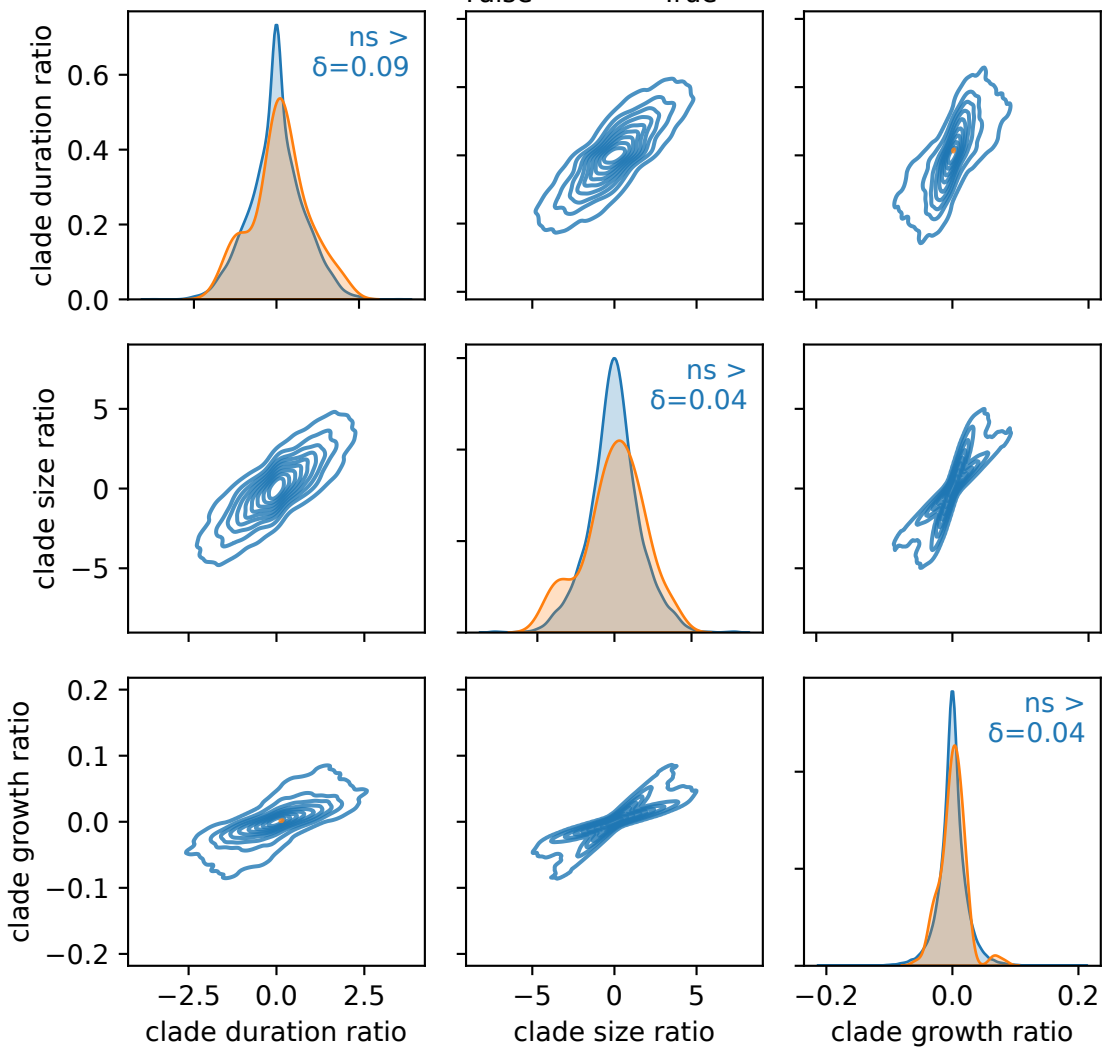 ns >
δ=0.09
clade duration ratio
0.6
0.4
0.2
0.0
ns >
δ=0.04
clade size ratio
5
0
−5
ns >
δ=0.04
clade growth ratio
0.2
0.1
0.0
−0.1
−0.2
−2.5 0.0 2.5
−5 0 5
−0.2 0.0 0.2
clade duration ratio
clade size ratio
clade growth ratio